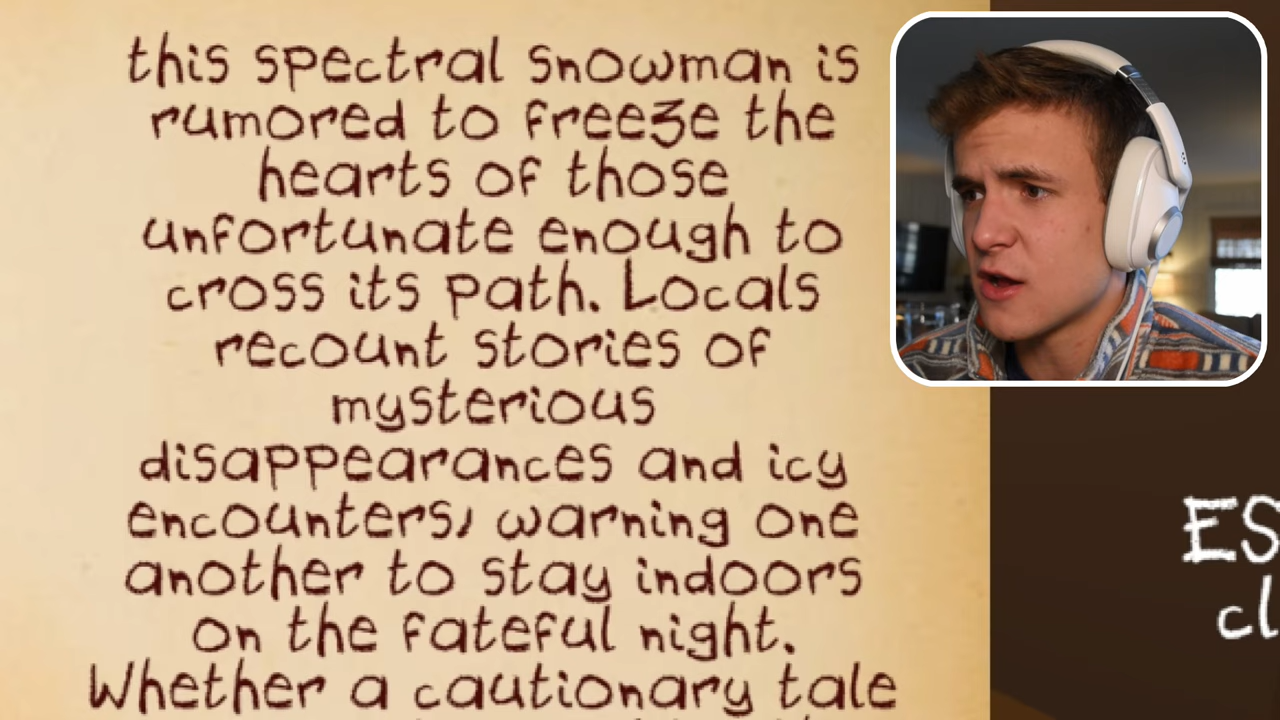 this spectral snowman is
rumored to freeze the
hearts of those
unfortunate enough to
cross its path. Locals
recount stories of
mysterious
disappearances and icy
encounters, warning one
another to stay indoors
on the fateful night.
Whether a cautionary tale
ES
cl